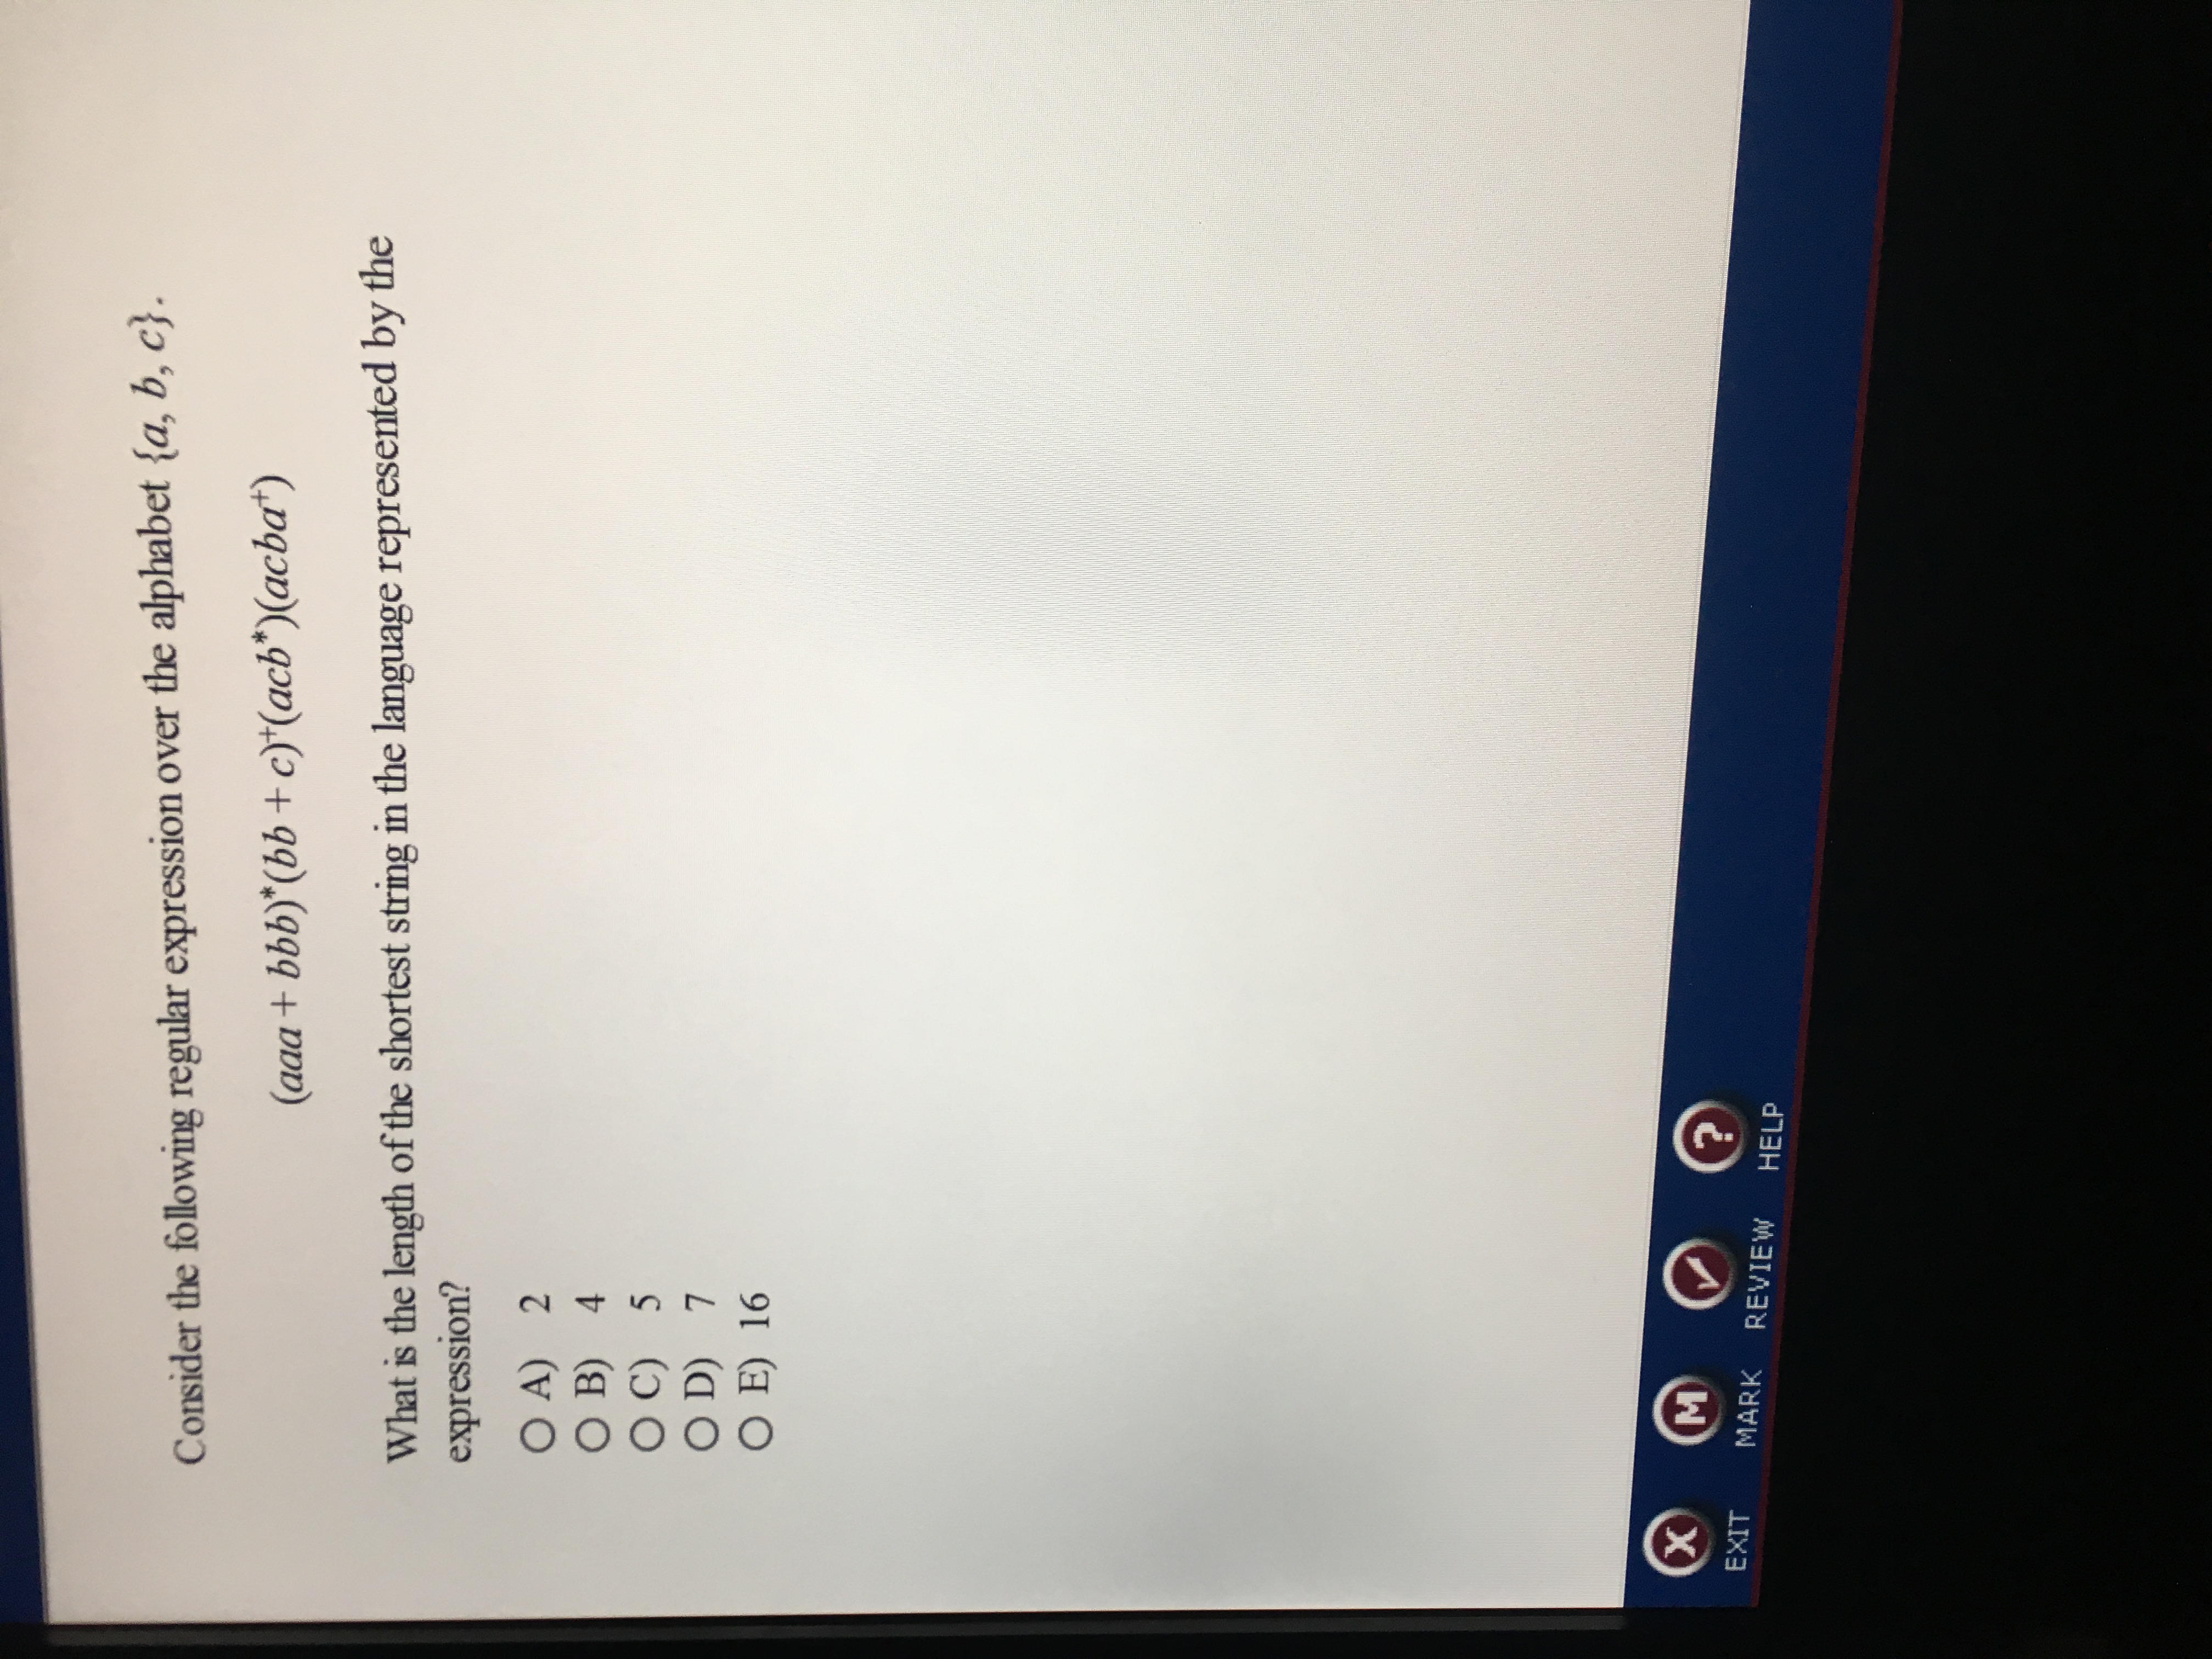 Consider the following regular expression over the alphabet {a, b, c}.
(aaa + bbb)*(bb + c)⁺(acb*)(acba⁺)
What is the length of the shortest string in the language represented by the
expression?
A) 2
B) 4
C) 5
D) 7
E) 16
X M ?
EXIT MARK REVIEW HELP